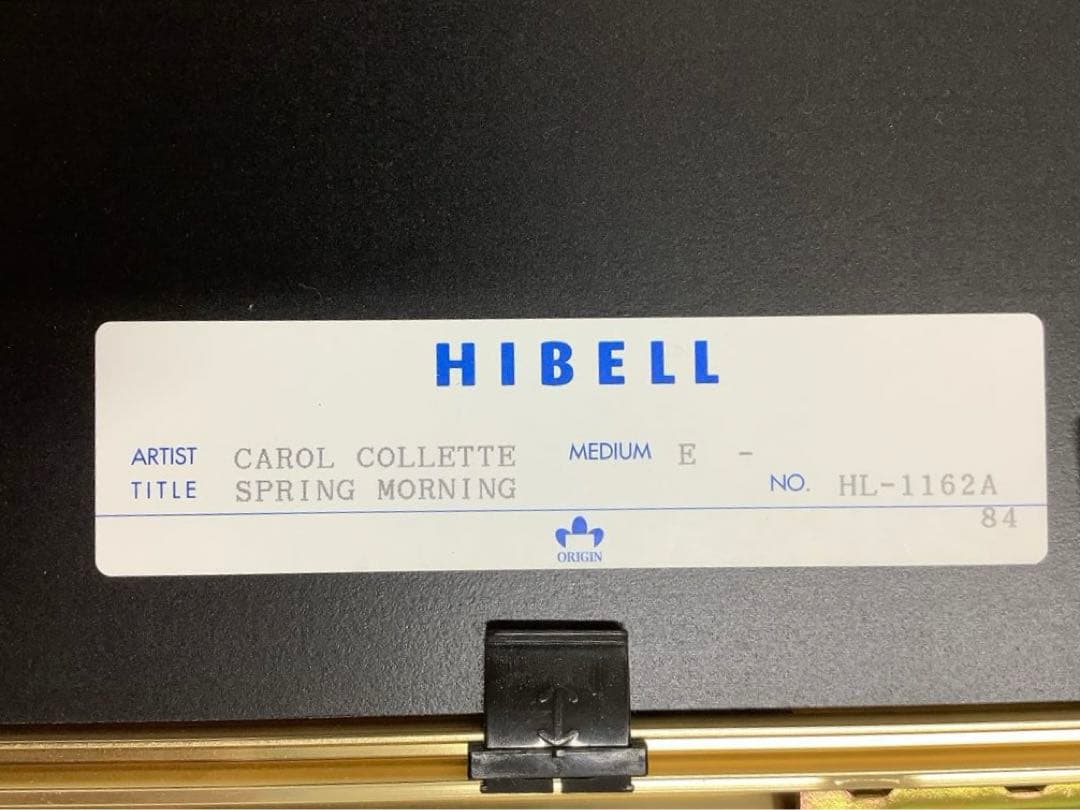 HIBELL
ARTIST CAROL COLLETTE MEDIUM E -
TITLE SPRING MORNING NO. HL-1162A
84
ORIGIN